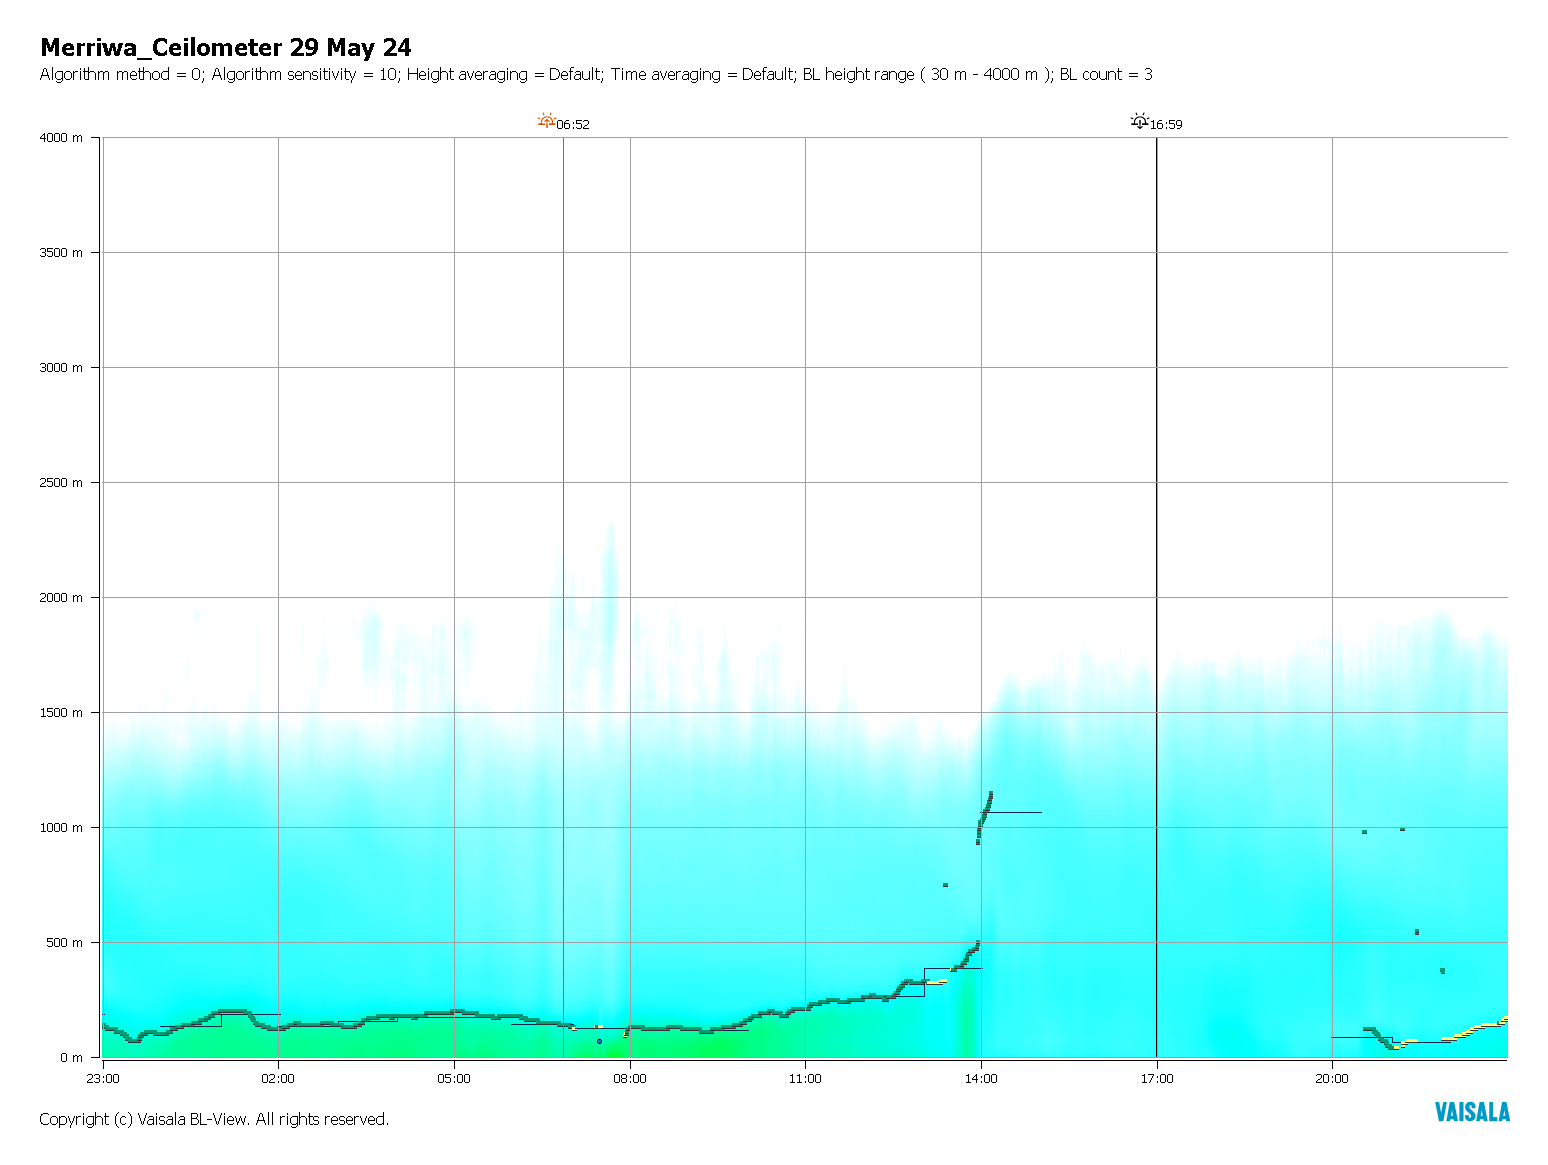 Merriwa_Ceilometer 29 May 24
Algorithm method = 0; Algorithm sensitivity = 10; Height averaging = Default; Time averaging = Default; BL height range ( 30 m - 4000 m ); BL count = 3
06:52
16:59
4000 m
3500 m
3000 m
2500 m
2000 m
1500 m
1000 m
500 m
0 m
23:00
02:00
05:00
08:00
11:00
14:00
17:00
20:00
Copyright (c) Vaisala BL-View. All rights reserved.
VAISALA